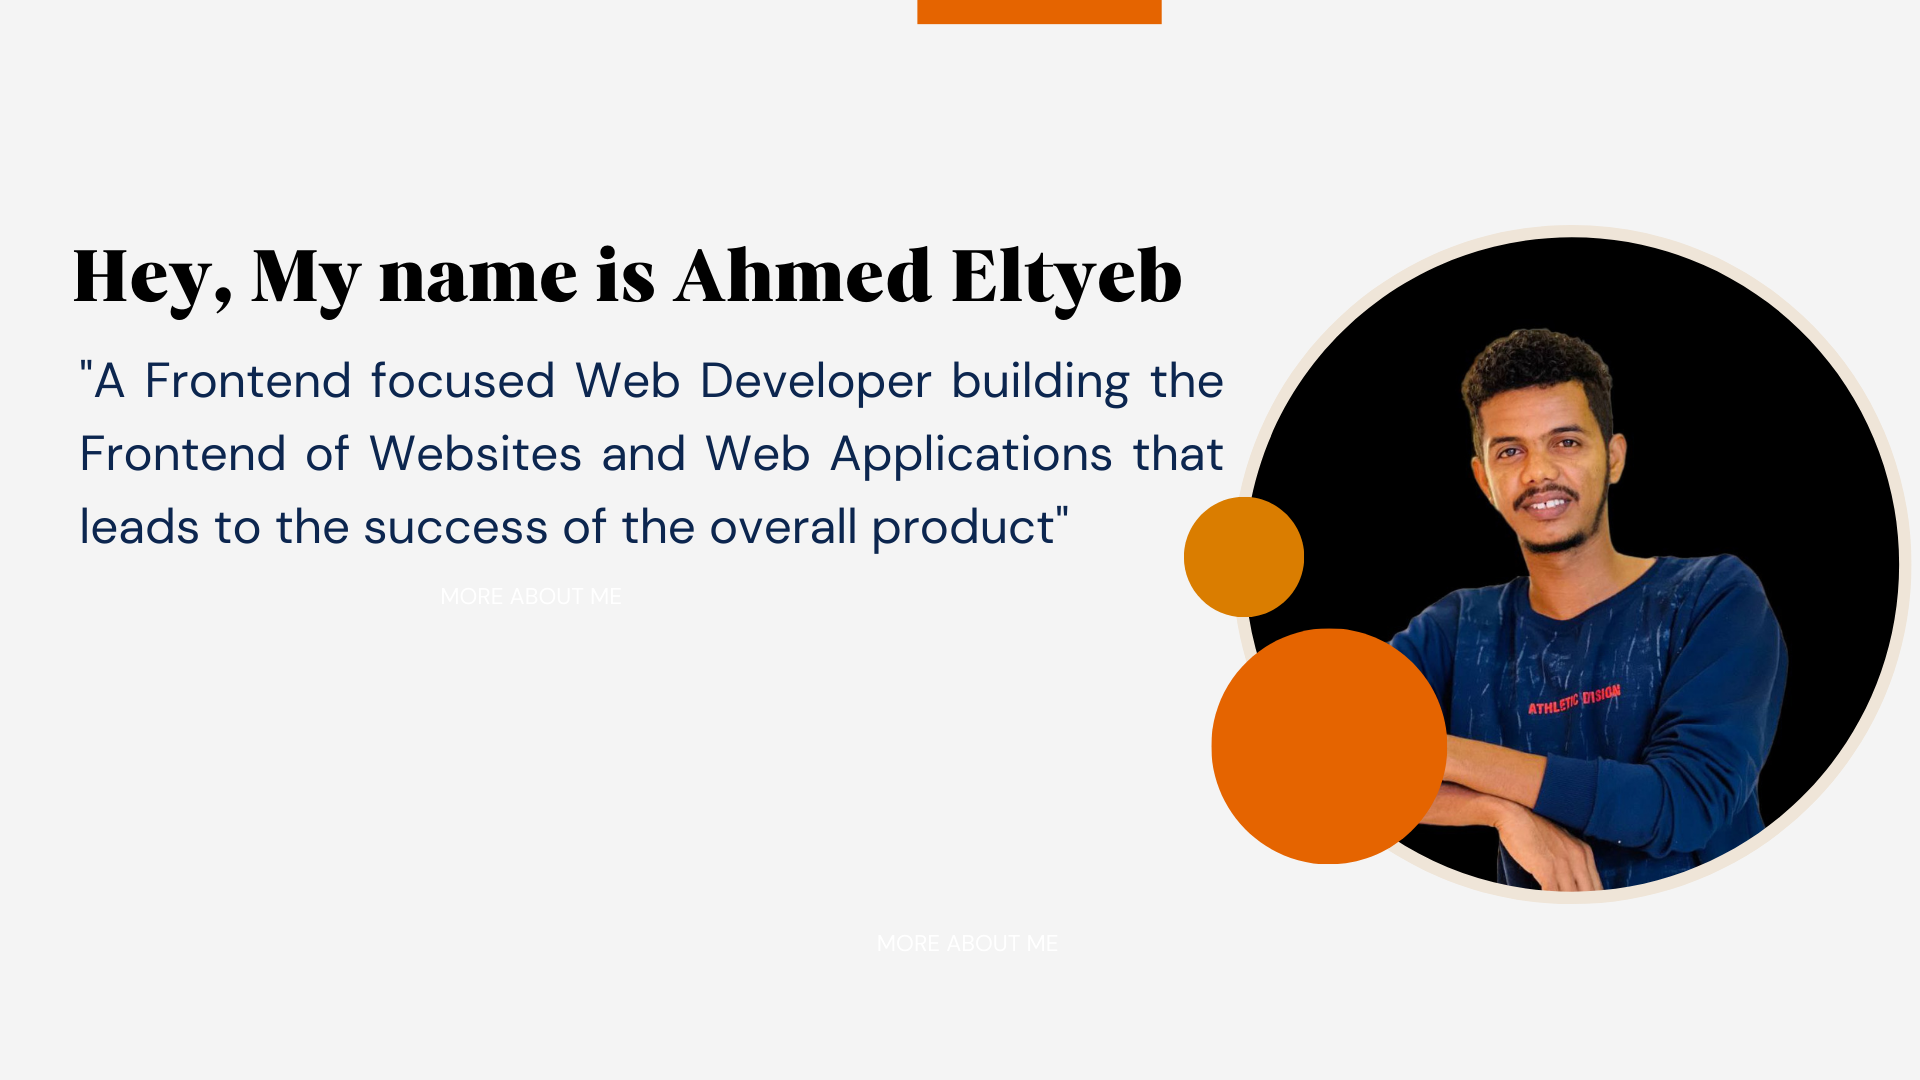 Hey, My name is Ahmed Eltyeb
"A Frontend focused Web Developer building the
Frontend of Websites and Web Applications that
leads to the success of the overall product"
MORE ABOUT ME
ATHLETIC DISIGN
MORE ABOUT ME